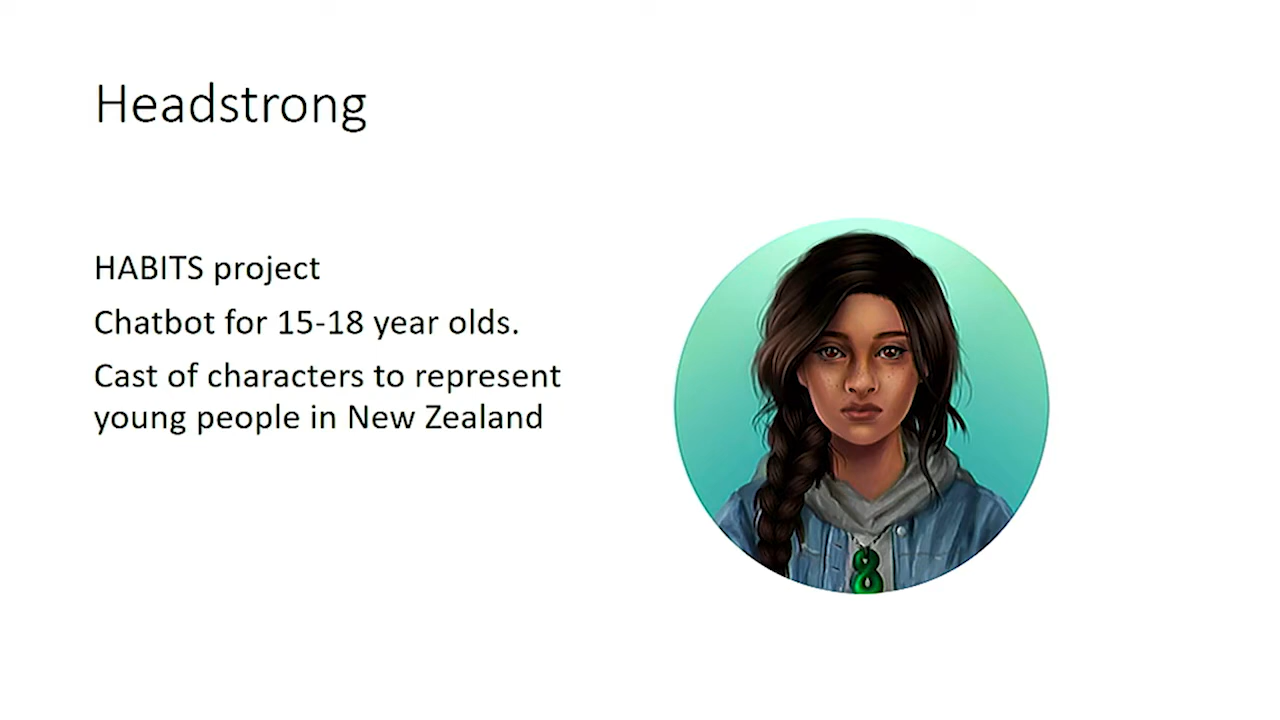 Headstrong
HABITS project
Chatbot for 15-18 year olds.
Cast of characters to represent
young people in New Zealand